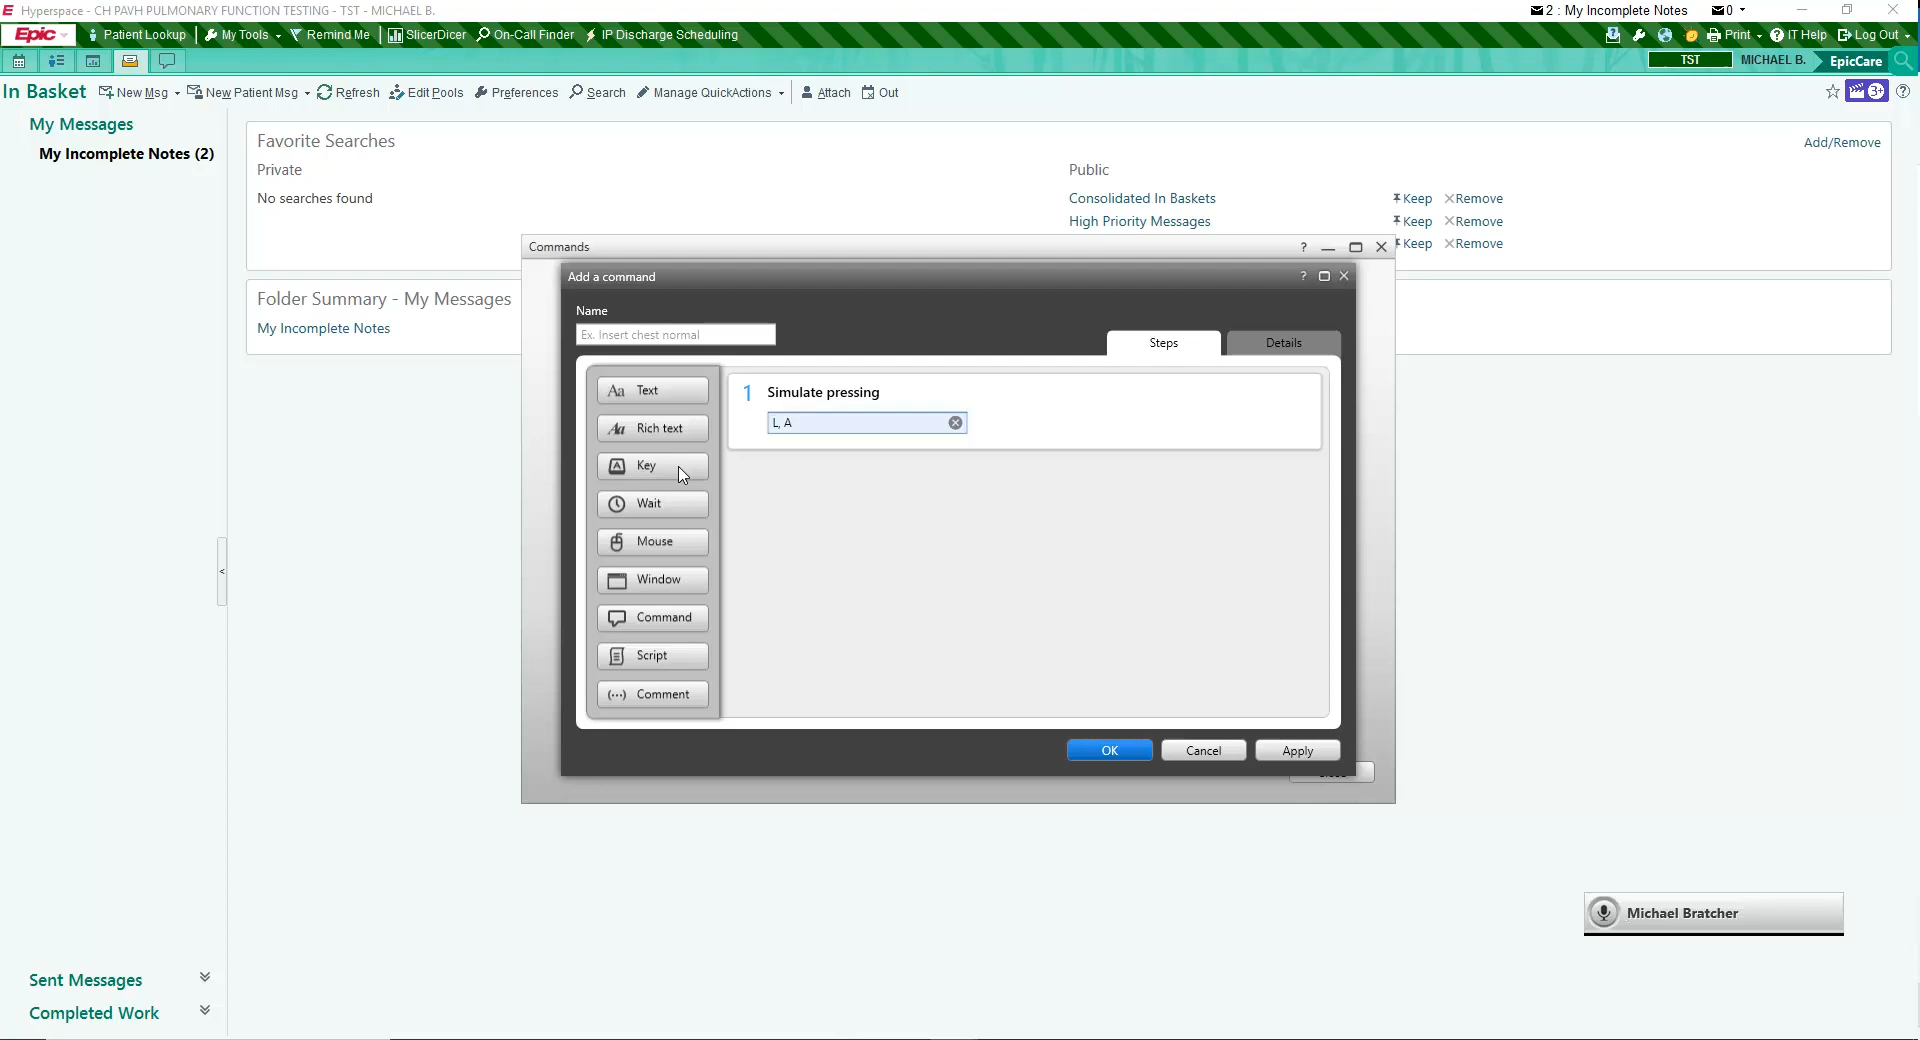 Hyperspace - CH PAVH PULMONARY FUNCTION TESTING - TST - MICHAEL B.
2 : My Incomplete Notes
0
Epic
Patient Lookup
My Tools
Remind Me
SlicerDicer
On-Call Finder
IP Discharge Scheduling
Print
IT Help
Log Out
TST
MICHAEL B.
EpicCare
In Basket
New Msg
New Patient Msg
Refresh
Edit Pools
Preferences
Search
Manage QuickActions
Attach
Out
3+
My Messages
My Incomplete Notes (2)
Favorite Searches
Add/Remove
Private
Public
No searches found
Consolidated In Baskets
Keep
Remove
High Priority Messages
Keep
Remove
Keep
Remove
Folder Summary - My Messages
My Incomplete Notes
Commands
Add a command
Name
Ex. Insert chest normal
Steps
Details
Text
Rich text
Key
Wait
Mouse
Window
Command
Script
Comment
1 Simulate pressing
L, A
OK
Cancel
Apply
Michael Bratcher
Sent Messages
Completed Work